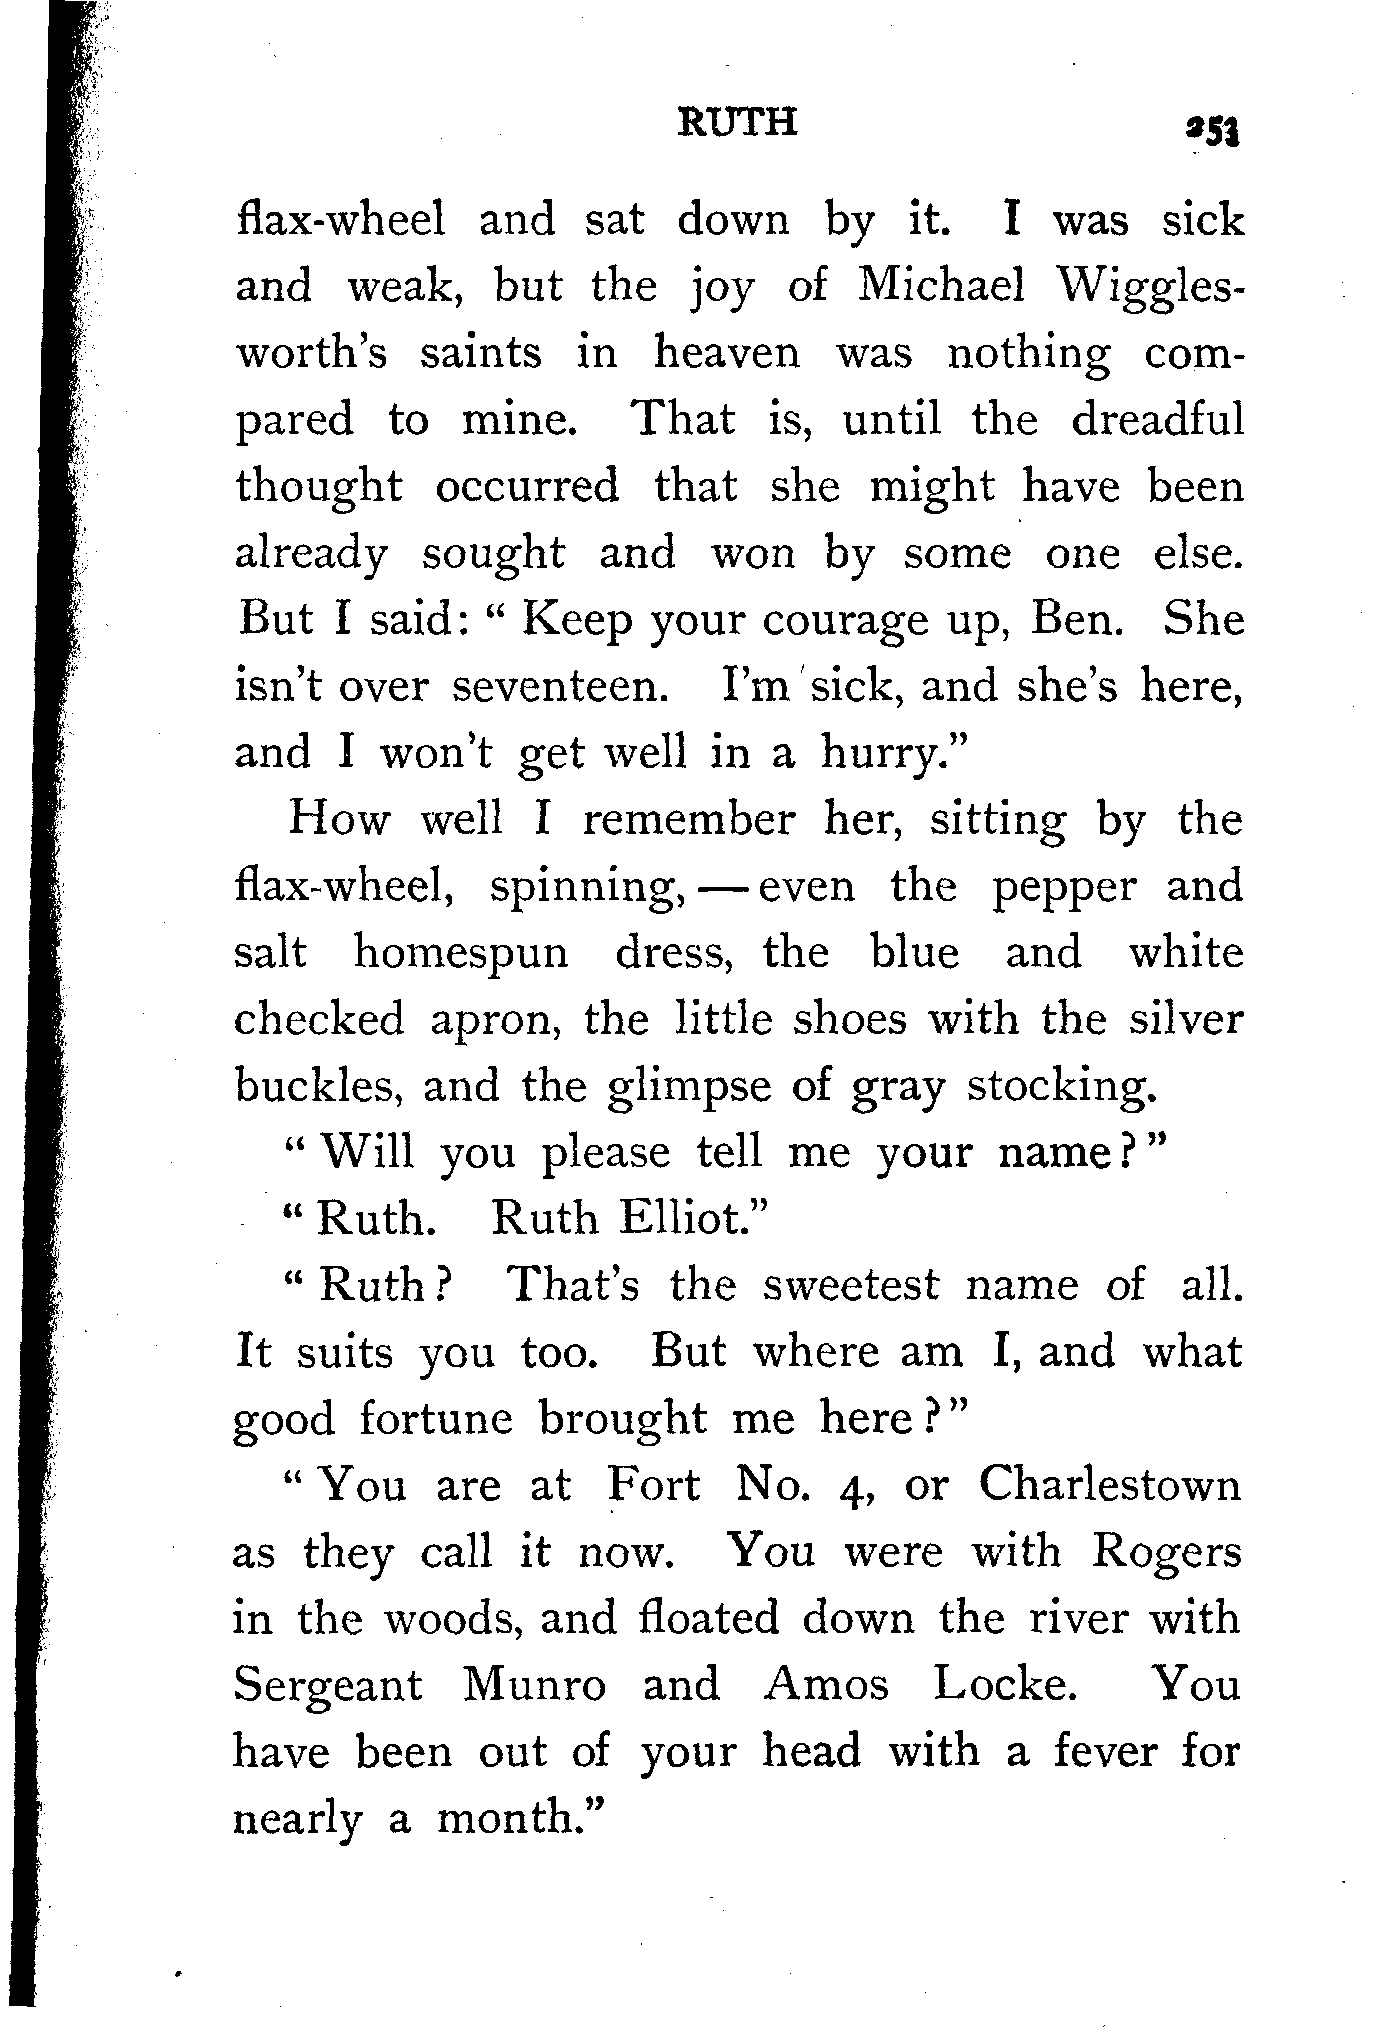 RUTH 253
flax-wheel and sat down by it. I was sick
and weak, but the joy of Michael Wiggles-
worth's saints in heaven was nothing com-
pared to mine. That is, until the dreadful
thought occurred that she might have been
already sought and won by some one else.
But I said: “ Keep your courage up, Ben. She
isn't over seventeen. I'm sick, and she's here,
and I won't get well in a hurry.”
How well I remember her, sitting by the
flax-wheel, spinning, — even the pepper and
salt homespun dress, the blue and white
checked apron, the little shoes with the silver
buckles, and the glimpse of gray stocking.
“ Will you please tell me your name? ”
“ Ruth. Ruth Elliot.”
“ Ruth ? That's the sweetest name of all.
It suits you too. But where am I, and what
good fortune brought me here ? ”
“ You are at Fort No. 4, or Charlestown
as they call it now. You were with Rogers
in the woods, and floated down the river with
Sergeant Munro and Amos Locke. You
have been out of your head with a fever for
nearly a month.”